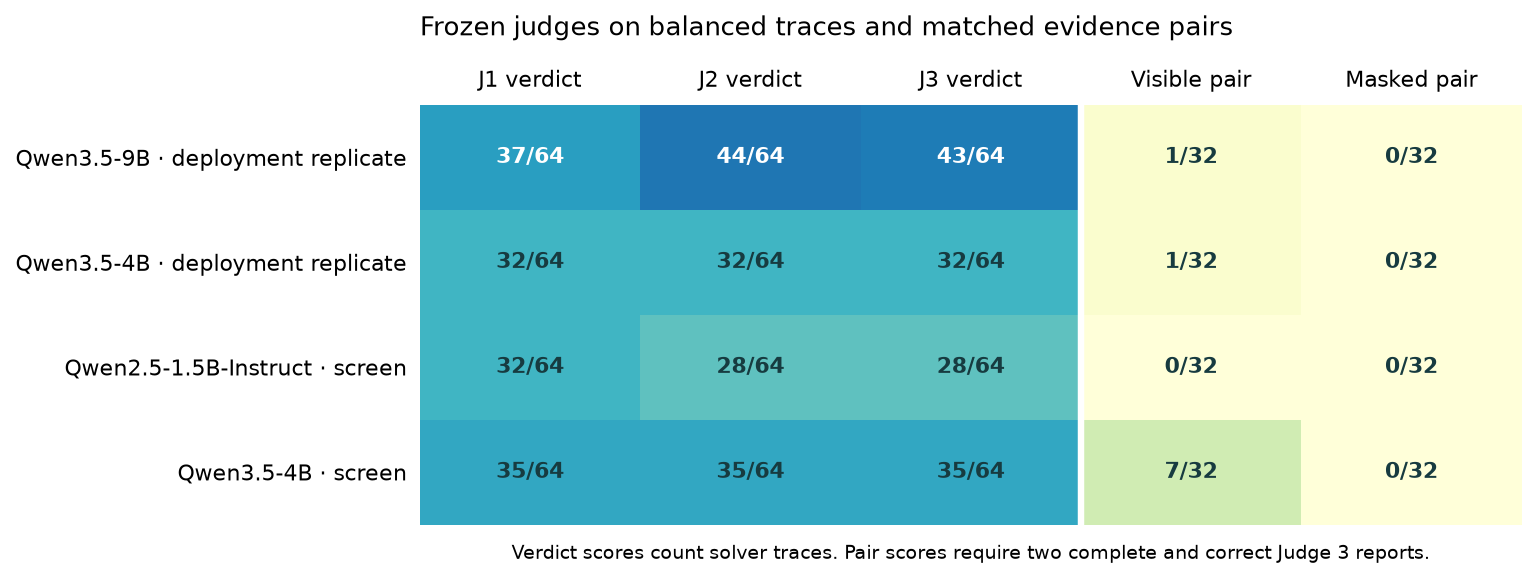 Frozen judges on balanced traces and matched evidence pairs
J1 verdict J2 verdict J3 verdict Visible pair Masked pair
Qwen3.5-9B · deployment replicate 37/64 44/64 43/64 1/32 0/32
Qwen3.5-4B · deployment replicate 32/64 32/64 32/64 1/32 0/32
Qwen2.5-1.5B-Instruct · screen 32/64 28/64 28/64 0/32 0/32
Qwen3.5-4B · screen 35/64 35/64 35/64 7/32 0/32
Verdict scores count solver traces. Pair scores require two complete and correct Judge 3 reports.